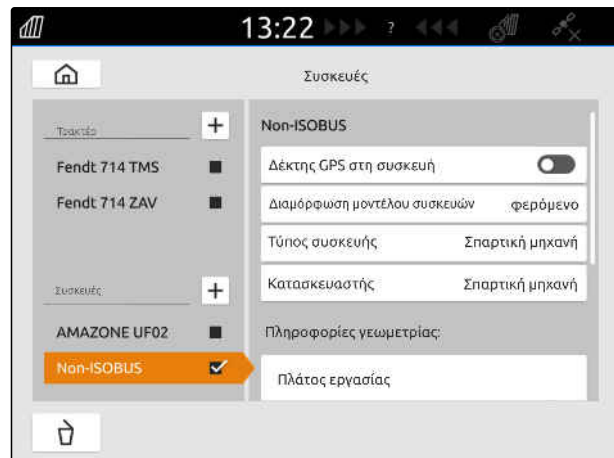 13:22
?
Συσκευές
Τρακτέρ
Fendt 714 TMS
Fendt 714 ZAV
Συσκευές
AMAZONE UF02
Non-ISOBUS
Non-ISOBUS
Δέκτης GPS στη συσκευή
Διαμόρφωση μοντέλου συσκευών φερόμενο
Τύπος συσκευής Σπαρτική μηχανή
Κατασκευαστής Σπαρτική μηχανή
Πληροφορίες γεωμετρίας:
Πλάτος εργασίας